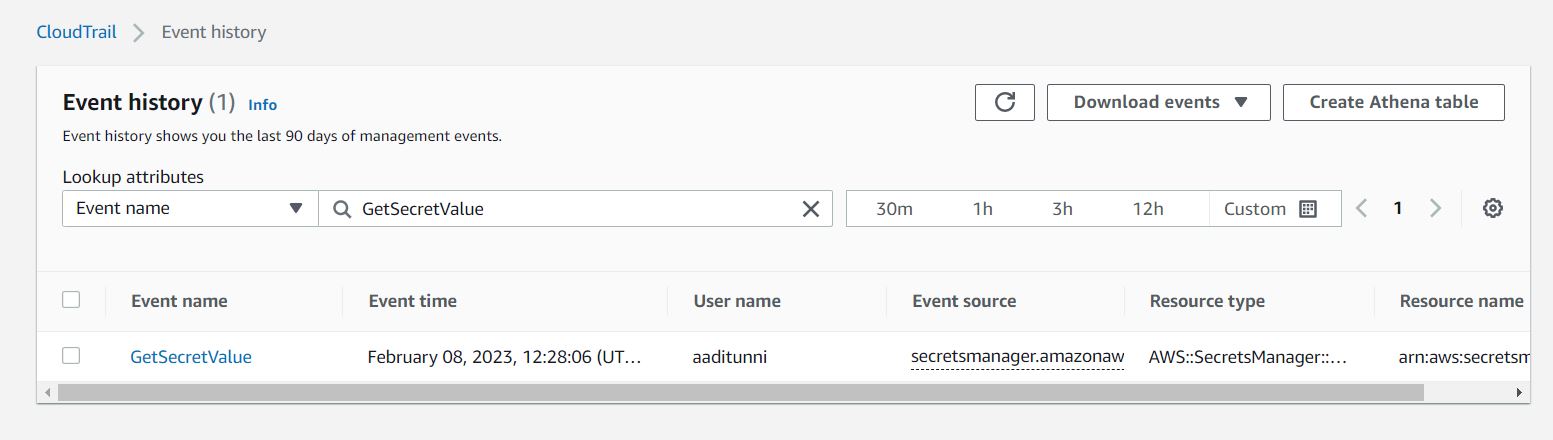 CloudTrail > Event history
Event history (1) Info
Download events
Create Athena table
Event history shows you the last 90 days of management events.
Lookup attributes
Event name
GetSecretValue
30m 1h 3h 12h Custom
1
Event name Event time User name Event source Resource type Resource name
GetSecretValue February 08, 2023, 12:28:06 (UT... aaditunni secretsmanager.amazonaw AWS::SecretsManager::... arn:aws:secretsm